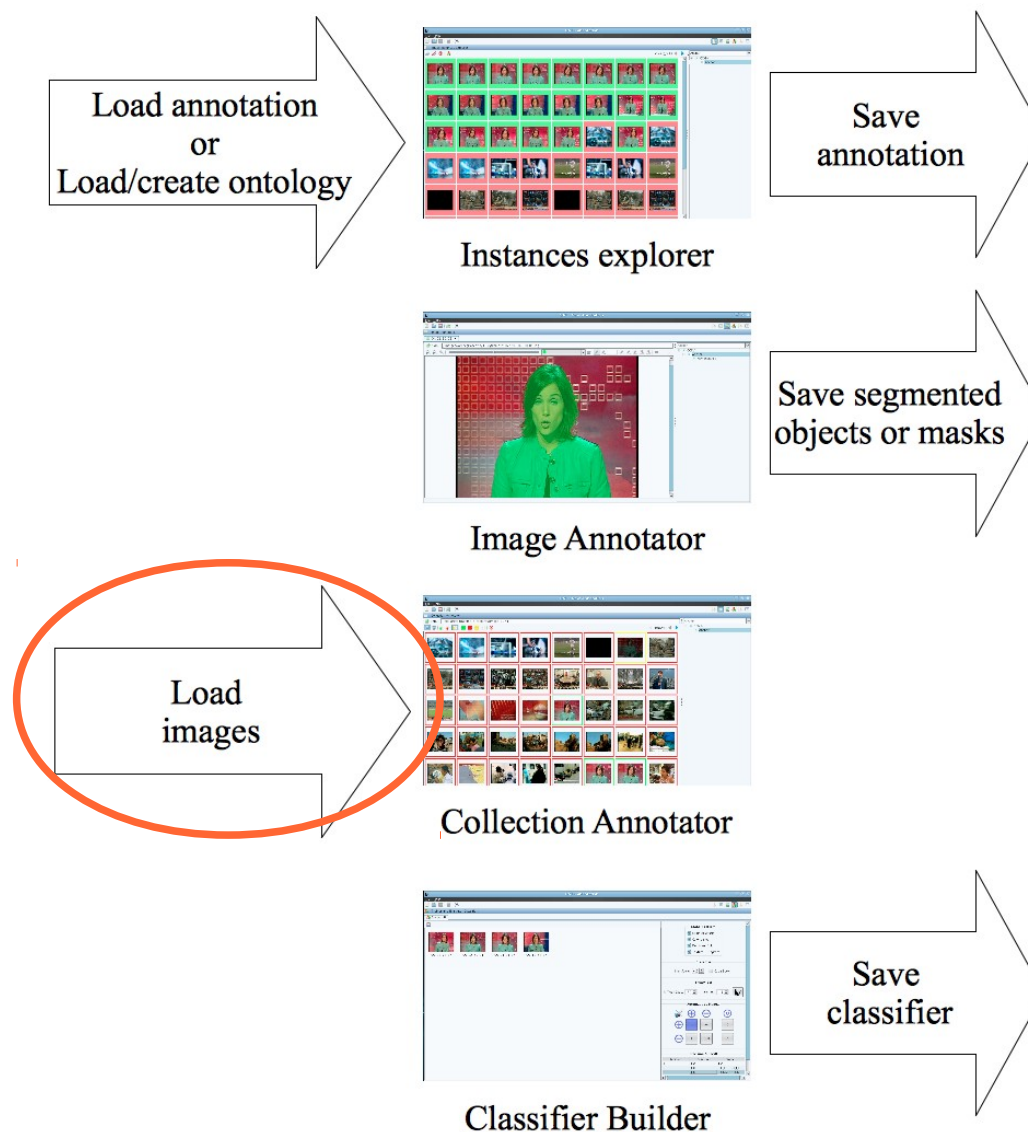 Load annotation
or
Load/create ontology
Save
annotation
Instances explorer
Save segmented
objects or masks
Image Annotator
Load
images
Collection Annotator
Save
classifier
Classifier Builder